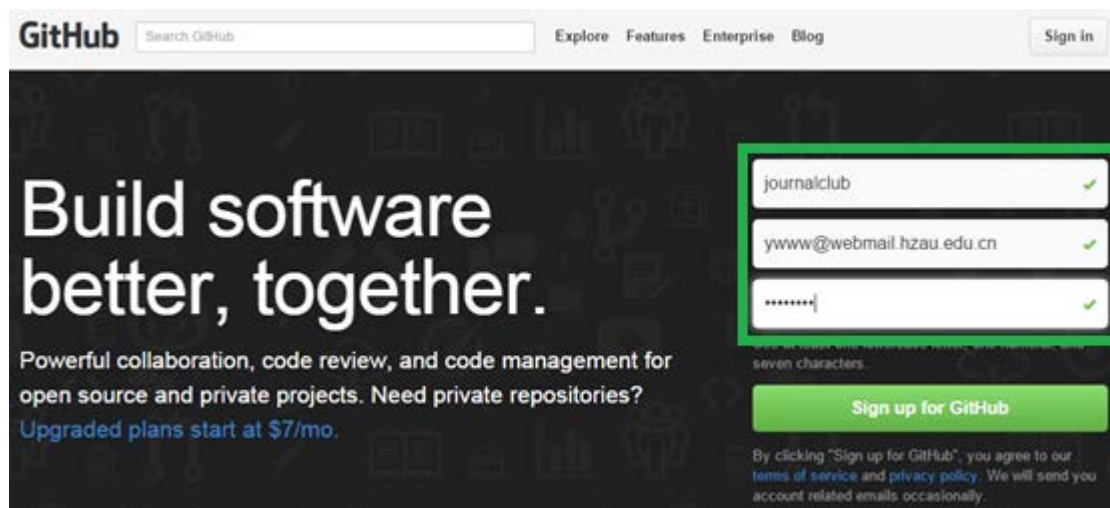 GitHub Search GitHub Explore Features Enterprise Blog Sign in
Build software
better, together.
Powerful collaboration, code review, and code management for
open source and private projects. Need private repositories?
Upgraded plans start at $7/mo.
journalclub
ywww@webmail.hzau.edu.cn
••••••••
seven characters.
Sign up for GitHub
By clicking "Sign up for GitHub", you agree to our
terms of service and privacy policy. We will send you
account related emails occasionally.